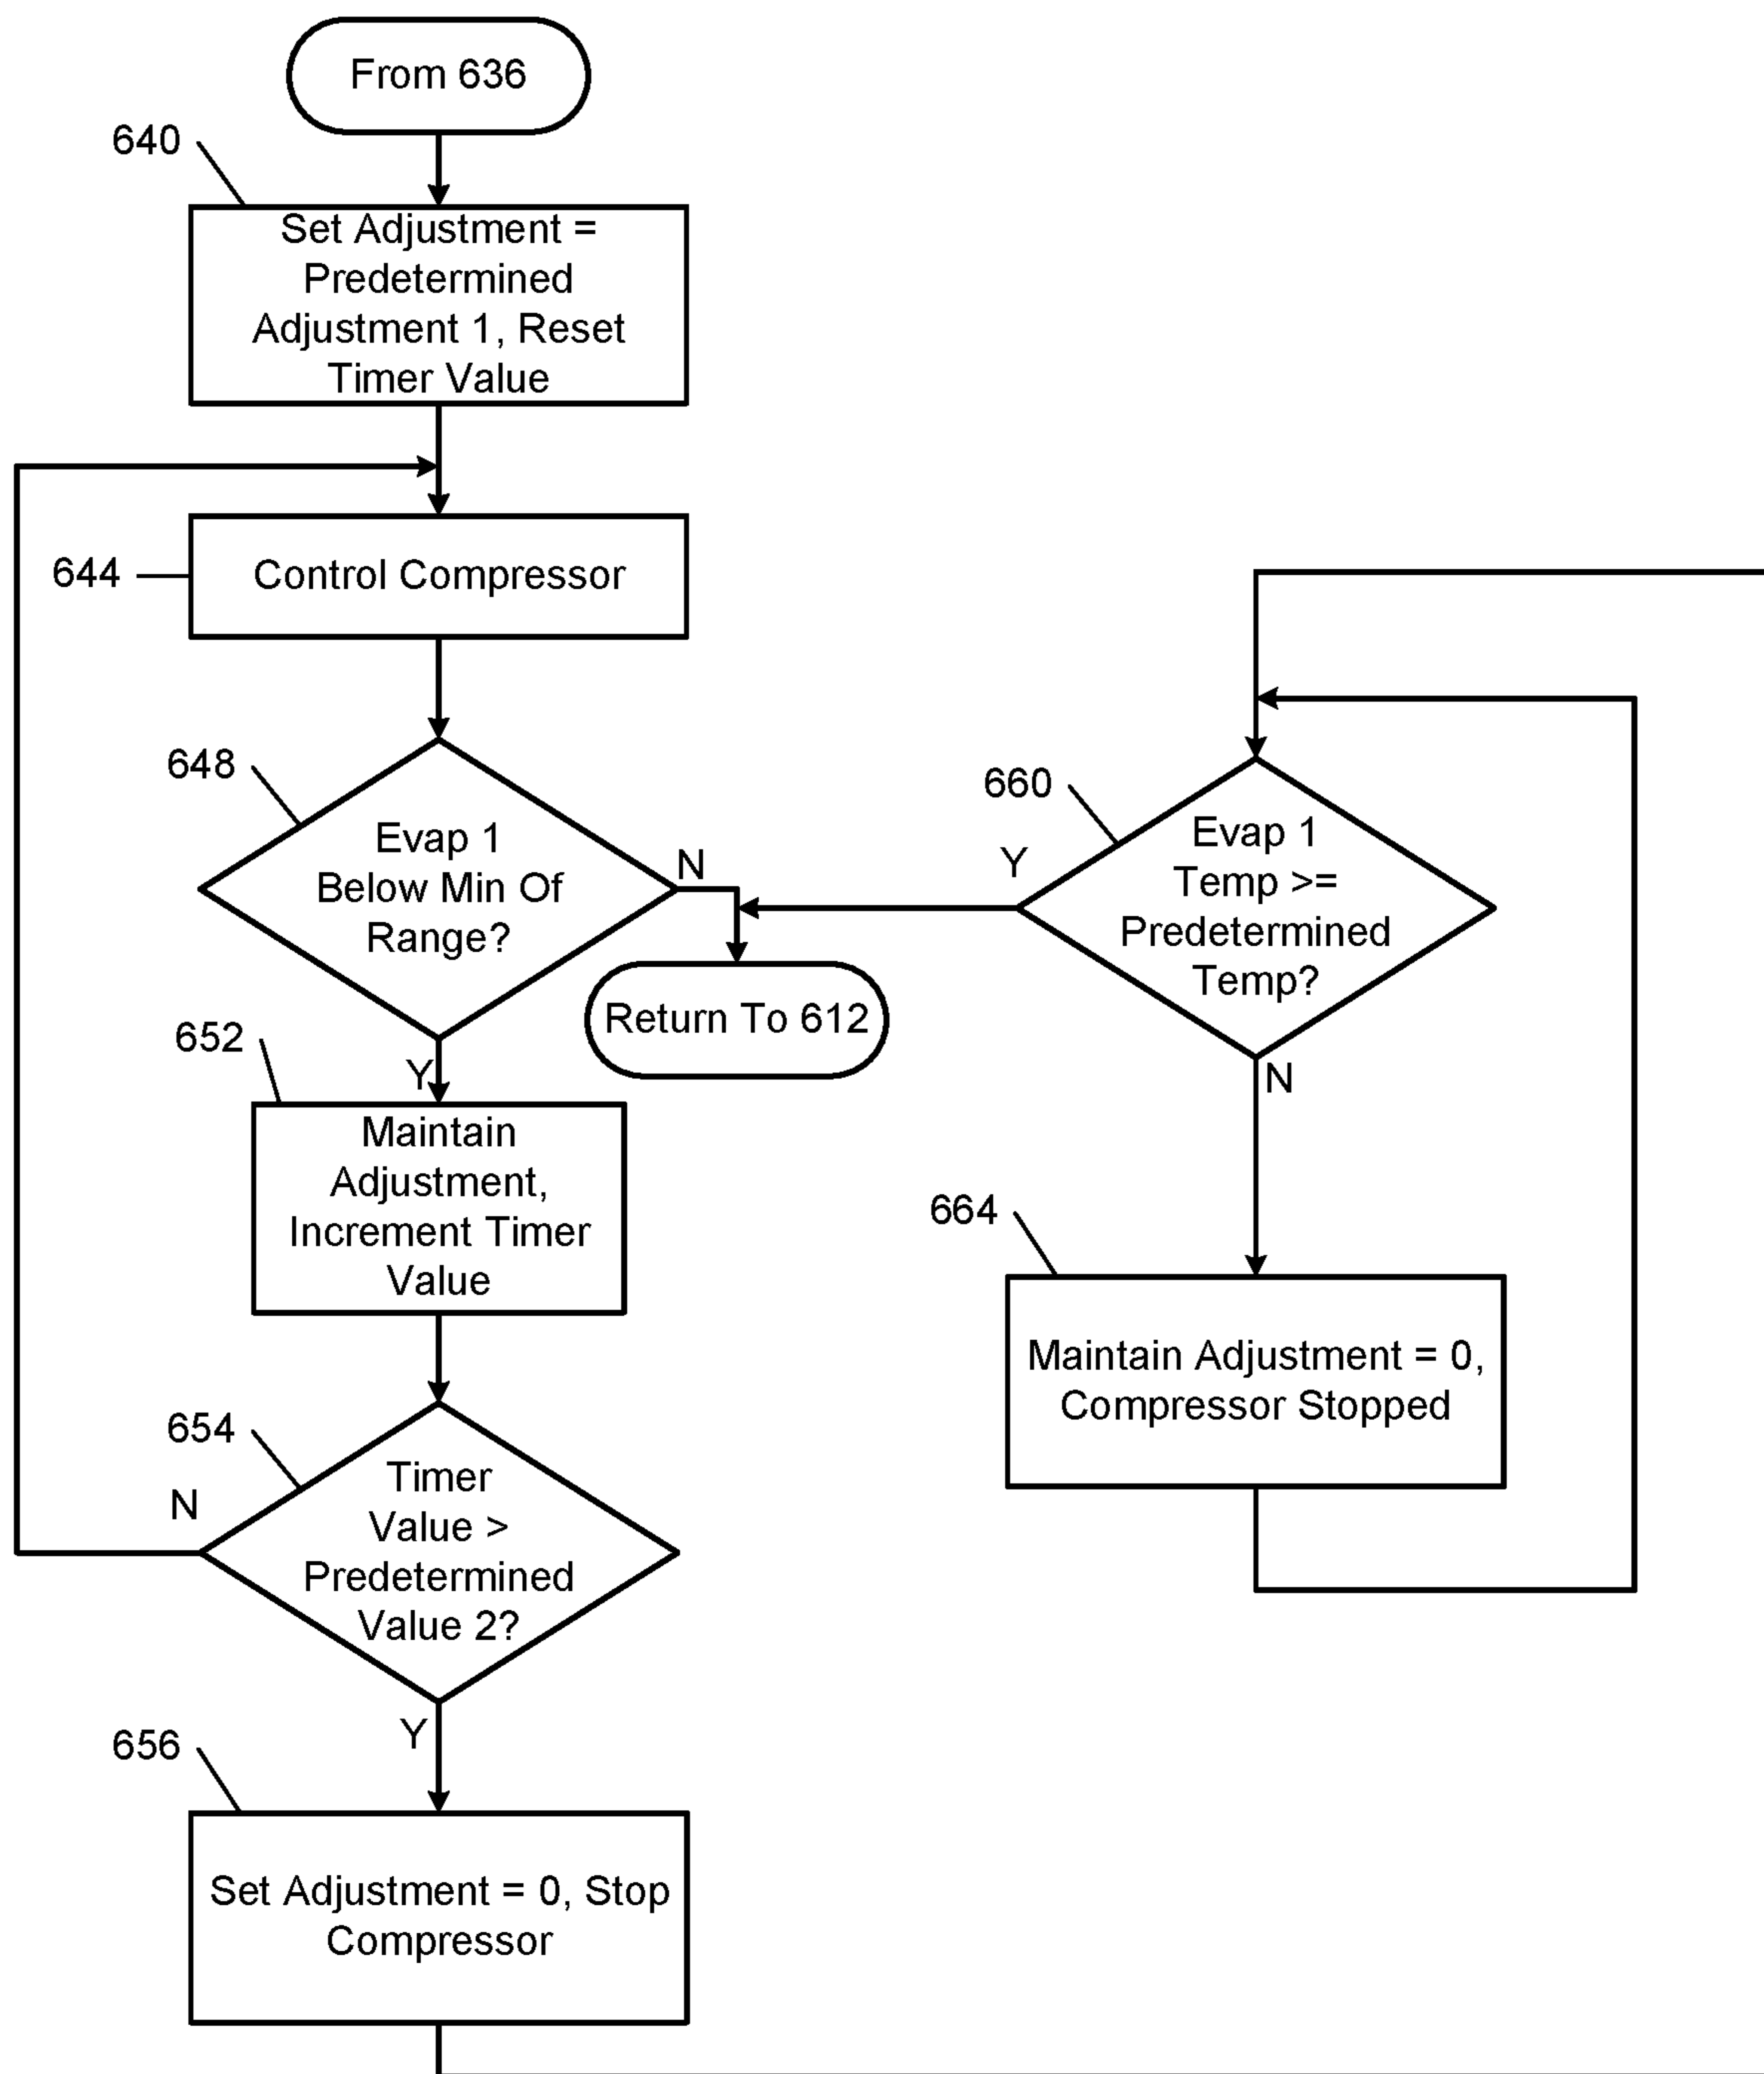 From 636
640
Set Adjustment =
Predetermined
Adjustment 1, Reset
Timer Value
644
Control Compressor
648
Evap 1
Below Min Of
Range?
N
Y
Return To 612
660
Evap 1
Temp >=
Predetermined
Temp?
Y
N
652
Maintain
Adjustment,
Increment Timer
Value
664
Maintain Adjustment = 0,
Compressor Stopped
654
Timer
Value >
Predetermined
Value 2?
N
Y
656
Set Adjustment = 0, Stop
Compressor